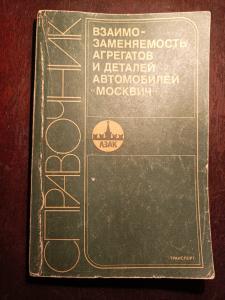 СПРАВОЧНИК
ВЗАИМО-
ЗАМЕНЯЕМОСТЬ
АГРЕГАТОВ
И ДЕТАЛЕЙ
АВТОМОБИЛЕЙ
"МОСКВИЧ"
АЗЛК
ТРАНСПОРТ